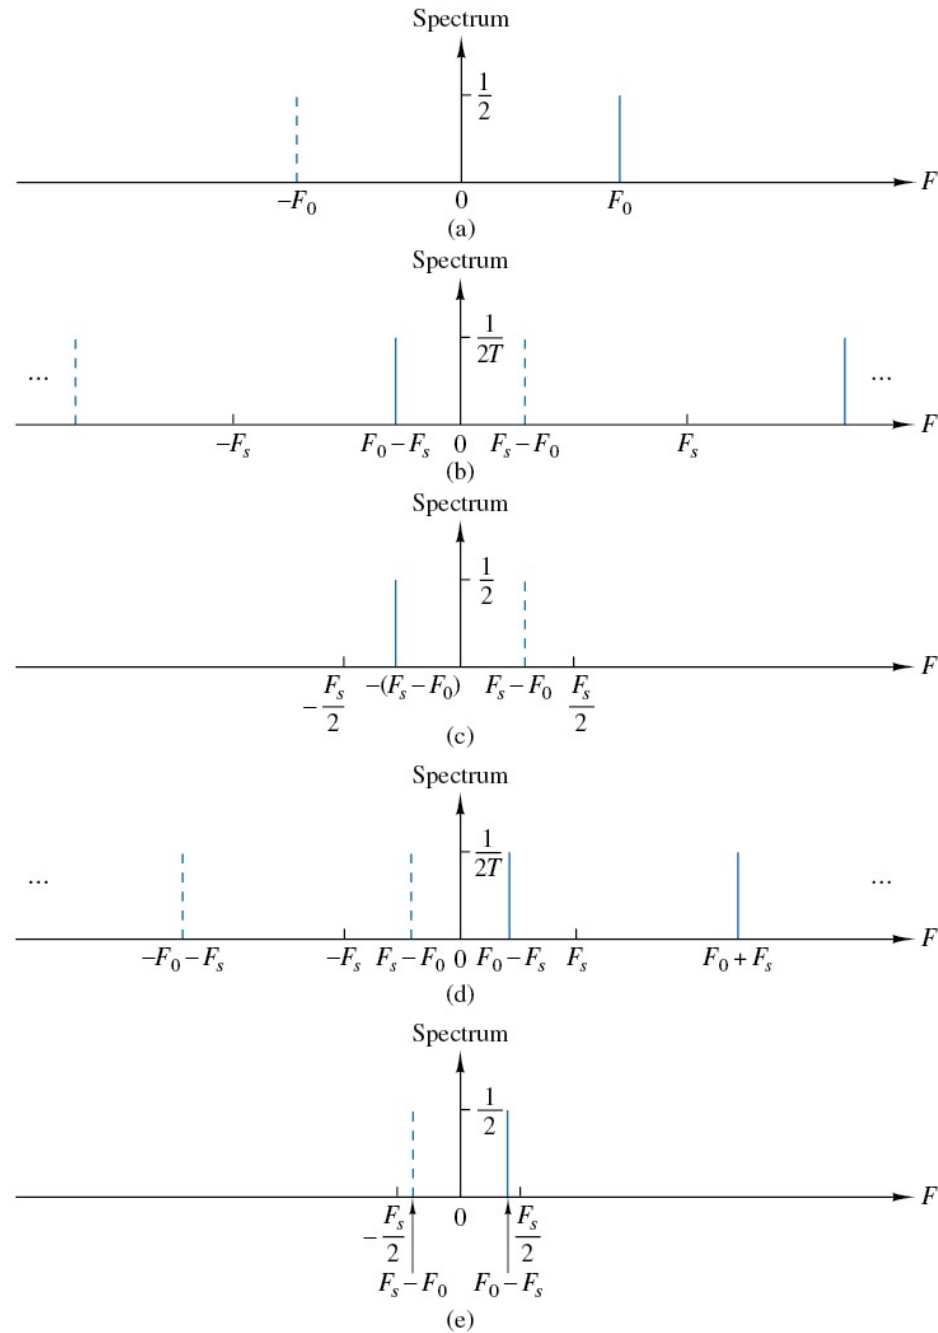 Spectrum
1/2
F
−F₀ 0 F₀
(a)
Spectrum
1/2T
... ...
F
−Fₛ F₀ − Fₛ 0 Fₛ − F₀ Fₛ
(b)
Spectrum
1/2
F
−Fₛ/2 −(Fₛ − F₀) Fₛ − F₀ Fₛ/2
(c)
Spectrum
1/2T
... ...
F
−F₀ − Fₛ −Fₛ Fₛ − F₀ 0 F₀ − Fₛ Fₛ F₀ + Fₛ
(d)
Spectrum
1/2
F
−Fₛ/2 0 Fₛ/2
Fₛ − F₀ F₀ − Fₛ
(e)